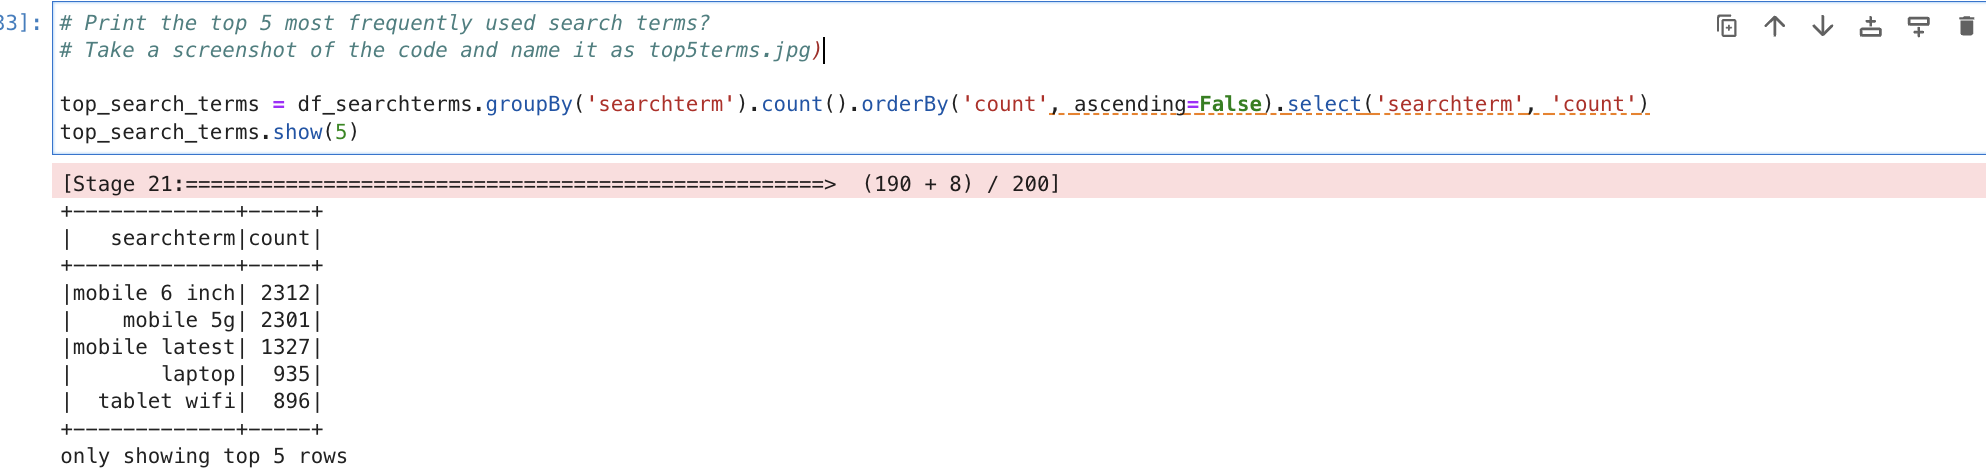 33]:
# Print the top 5 most frequently used search terms?
# Take a screenshot of the code and name it as top5terms.jpg)
top_search_terms = df_searchterms.groupBy('searchterm').count().orderBy('count', ascending=False).select('searchterm', 'count')
top_search_terms.show(5)
[Stage 21:===================================================>  (190 + 8) / 200]
+-------------+-----+
|   searchterm|count|
+-------------+-----+
|mobile 6 inch| 2312|
|    mobile 5g| 2301|
|mobile latest| 1327|
|       laptop|  935|
|  tablet wifi|  896|
+-------------+-----+
only showing top 5 rows